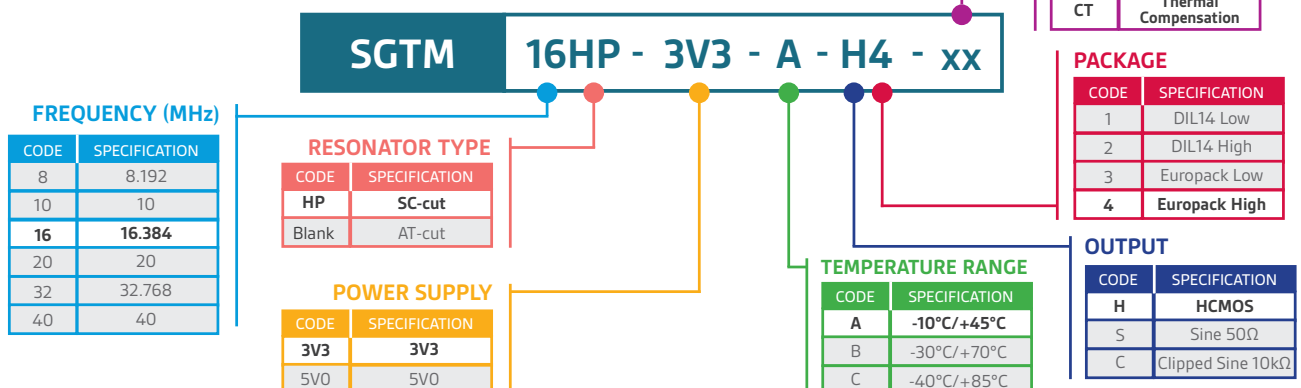 CT Thermal Compensation
SGTM 16HP - 3V3 - A - H4 - xx
FREQUENCY (MHz)
CODE SPECIFICATION
8 8.192
10 10
16 16.384
20 20
32 32.768
40 40
RESONATOR TYPE
CODE SPECIFICATION
HP SC-cut
Blank AT-cut
POWER SUPPLY
CODE SPECIFICATION
3V3 3V3
5V0 5V0
TEMPERATURE RANGE
CODE SPECIFICATION
A -10°C/+45°C
B -30°C/+70°C
C -40°C/+85°C
PACKAGE
CODE SPECIFICATION
1 DIL14 Low
2 DIL14 High
3 Europack Low
4 Europack High
OUTPUT
CODE SPECIFICATION
H HCMOS
S Sine 50Ω
C Clipped Sine 10kΩ